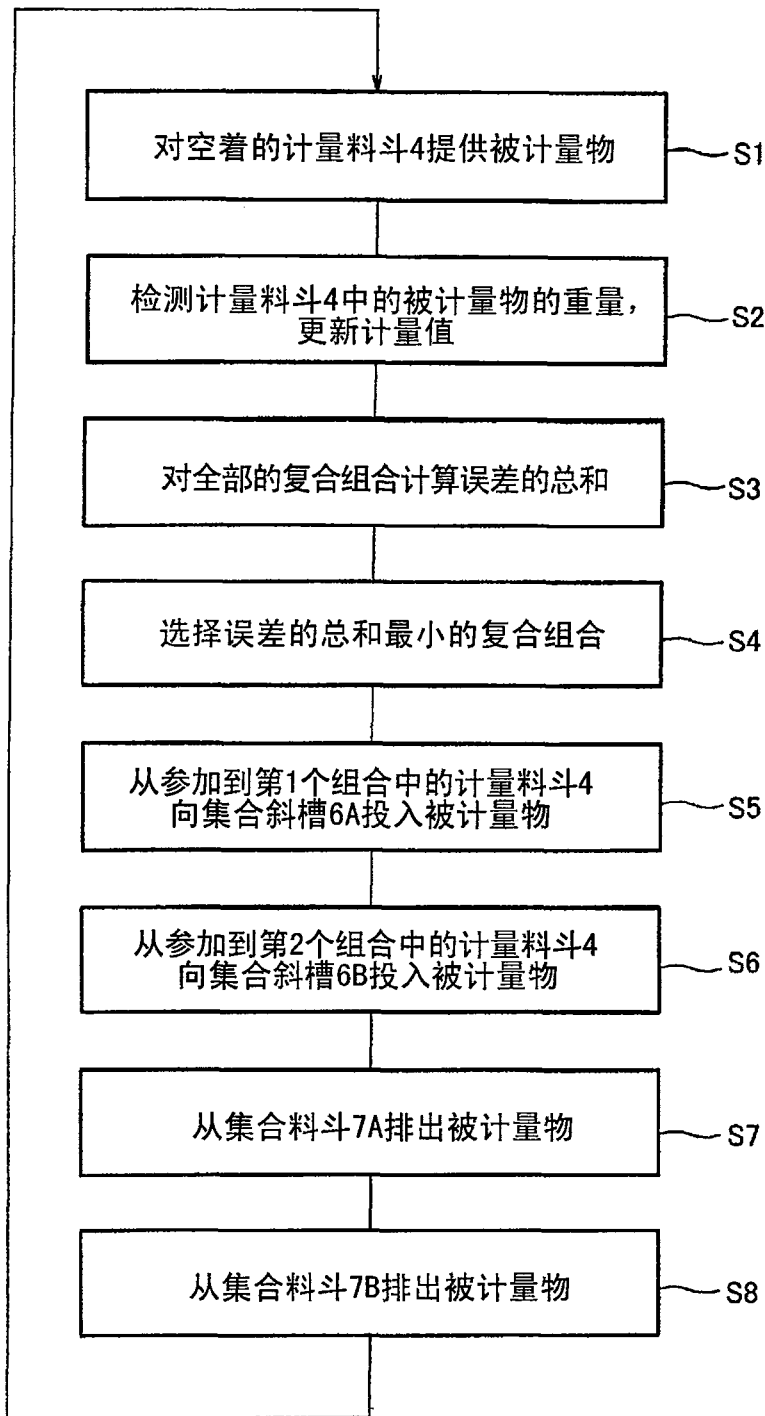 对空着的计量料斗4提供被计量物
S1
检测计量料斗4中的被计量物的重量，
更新计量值
S2
对全部的复合组合计算误差的总和
S3
选择误差的总和最小的复合组合
S4
从参加到第1个组合中的计量料斗4
向集合斜槽6A投入被计量物
S5
从参加到第2个组合中的计量料斗4
向集合斜槽6B投入被计量物
S6
从集合料斗7A排出被计量物
S7
从集合料斗7B排出被计量物
S8